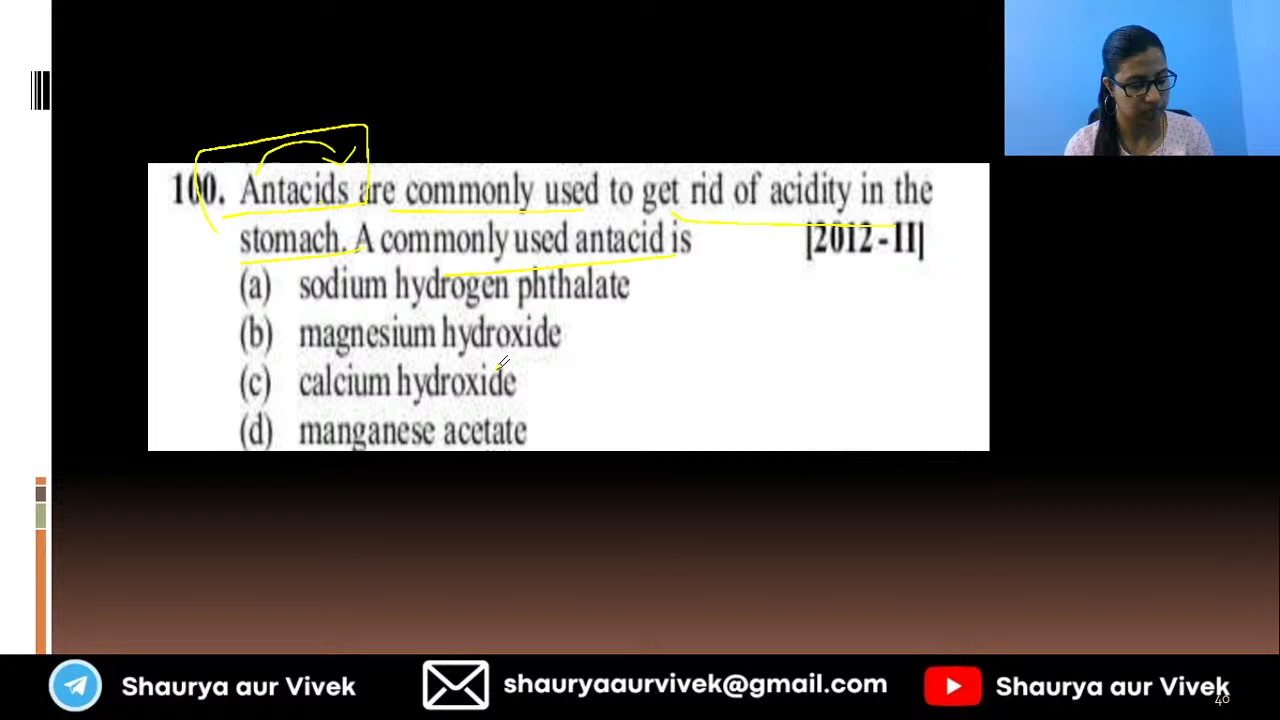 100. Antacids are commonly used to get rid of acidity in the
stomach. A commonly used antacid is [2012-II]
(a) sodium hydrogen phthalate
(b) magnesium hydroxide
(c) calcium hydroxide
(d) manganese acetate
Shaurya aur Vivek shauryaaurvivek@gmail.com Shaurya aur Vivek
40